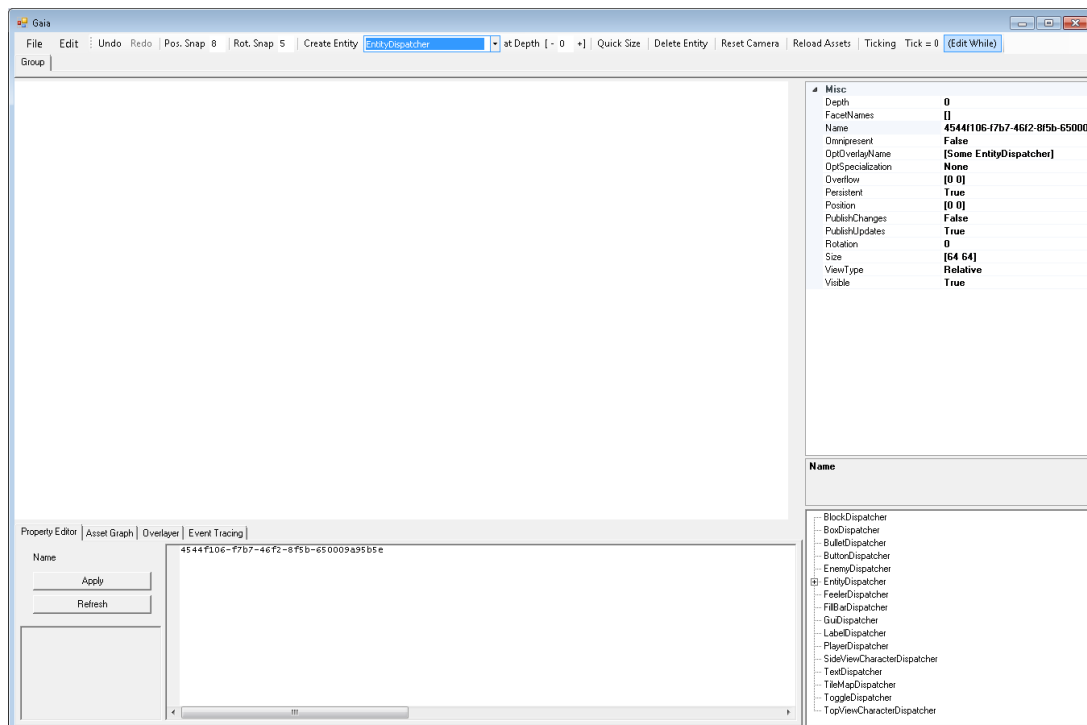 Gaia
File Edit Undo Redo Pos. Snap 8 Rot. Snap 5 Create Entity EntityDispatcher at Depth [ - 0 +] Quick Size Delete Entity Reset Camera Reload Assets Ticking Tick = 0 (Edit While)
Group
Misc
Depth 0
FacetNames []
Name 4544f106-f7b7-46f2-8f5b-65000
Omnipresent False
OptOverlayName [Some EntityDispatcher]
OptSpecialization None
Overflow [0 0]
Persistent True
Position [0 0]
PublishChanges False
PublishUpdates True
Rotation 0
Size [64 64]
ViewType Relative
Visible True
Name
Property Editor Asset Graph Overlayer Event Tracing
Name
Apply
Refresh
4544f106-f7b7-46f2-8f5b-650009a95b5e
BlockDispatcher
BoxDispatcher
BulletDispatcher
ButtonDispatcher
EnemyDispatcher
EntityDispatcher
FeelerDispatcher
FillBarDispatcher
GuiDispatcher
LabelDispatcher
PlayerDispatcher
SideViewCharacterDispatcher
TextDispatcher
TileMapDispatcher
ToggleDispatcher
TopViewCharacterDispatcher